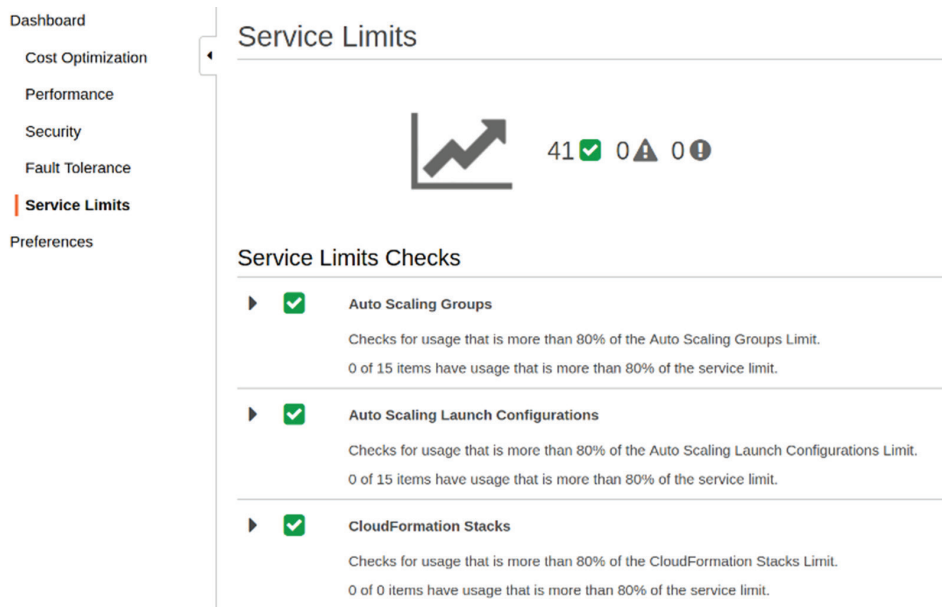 Dashboard
Cost Optimization
Performance
Security
Fault Tolerance
Service Limits
Preferences
Service Limits
41 0 0
Service Limits Checks
Auto Scaling Groups
Checks for usage that is more than 80% of the Auto Scaling Groups Limit.
0 of 15 items have usage that is more than 80% of the service limit.
Auto Scaling Launch Configurations
Checks for usage that is more than 80% of the Auto Scaling Launch Configurations Limit.
0 of 15 items have usage that is more than 80% of the service limit.
CloudFormation Stacks
Checks for usage that is more than 80% of the CloudFormation Stacks Limit.
0 of 0 items have usage that is more than 80% of the service limit.